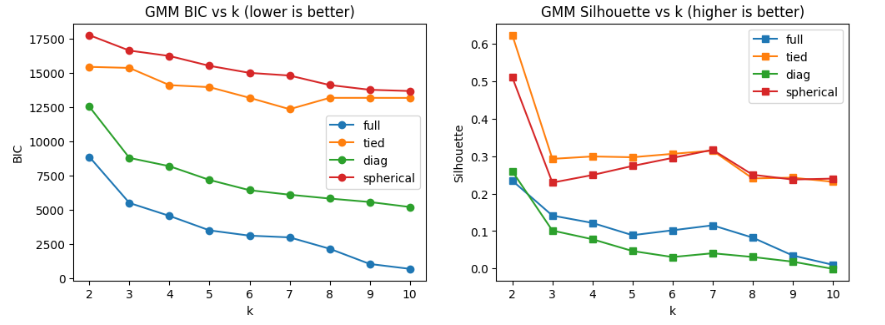 GMM BIC vs k (lower is better)
BIC
17500
15000
12500
10000
7500
5000
2500
0
full
tied
diag
spherical
2 3 4 5 6 7 8 9 10
k
GMM Silhouette vs k (higher is better)
Silhouette
0.6
0.5
0.4
0.3
0.2
0.1
0.0
full
tied
diag
spherical
2 3 4 5 6 7 8 9 10
k